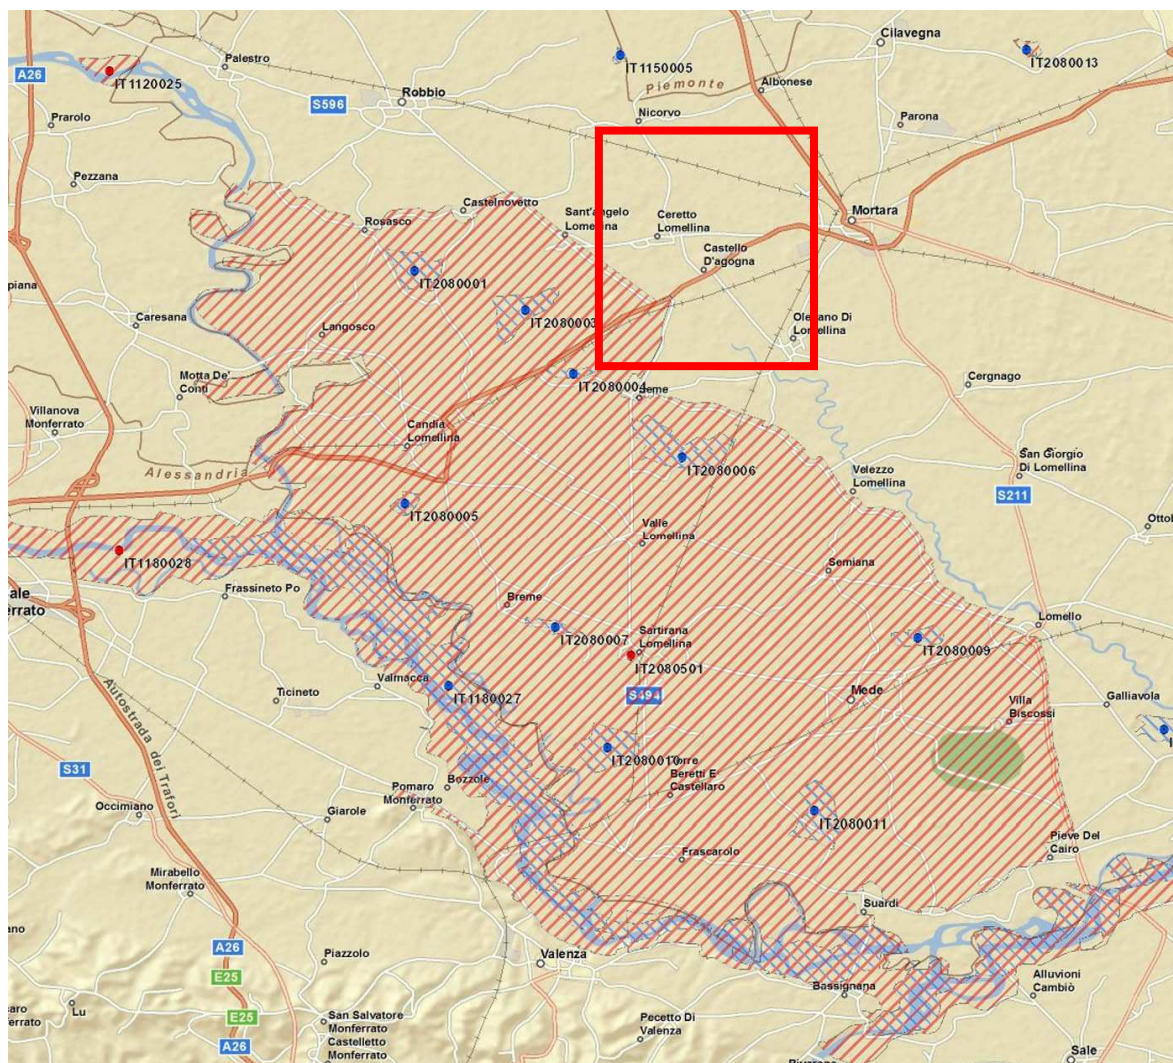 Cilavegna
Palestro
IT1150005
IT2080013
A26
IT1120025
Piemonte
Albonese
Robbio
S596
Prarolo
Nicorvo
Parona
Pezzana
Castelnovetto
Rosasco
Sant'angelo
Lomellina
Ceretto
Lomellina
Mortara
Castello
D'agogna
IT2080001
piana
Caresana
Langosco
IT2080003
Olevano Di
Lomellina
Motta De'
Conti
IT2080004
Cergnago
Villanova
Monferrato
Candia
Lomellina
IT2080006
San Giorgio
Di Lomellina
Alessandria
Velezzo
Lomellina
S211
IT2080005
Valle
Lomellina
IT1180028
Semiana
Frassineto Po
Breme
Lomello
IT2080007
Sartirana
Lomellina
IT2080009
IT2080501
Valmacca
IT1180027
S494
Mede
Ticineto
Villa
Biscossi
Galliavola
Autostrada dei Trafori
IT2080010
S31
Bozzole
Pomaro
Monferrato
Beretti E
Castellaro
Occimiano
Giarole
IT2080011
Pieve Del
Cairo
Frascarolo
Mirabello
Monferrato
Suardi
A26
Piazzolo
Valenza
E25
Bassignana
Alluvioni
Cambiò
Lu
E25
San Salvatore
Monferrato
Pecetto Di
Valenza
A26
Castelletto
Monferrato
Sale